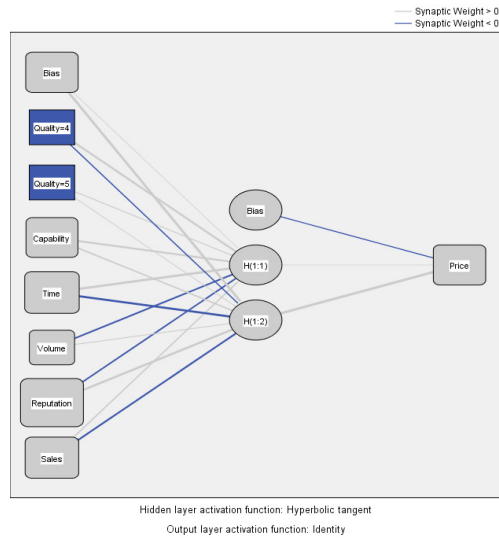 Synaptic Weight > 0
Synaptic Weight < 0
Bias
Quality=4
Quality=5
Capability
Time
Volume
Reputation
Sales
Bias
H(1:1)
H(1:2)
Price
Hidden layer activation function: Hyperbolic tangent
Output layer activation function: Identity